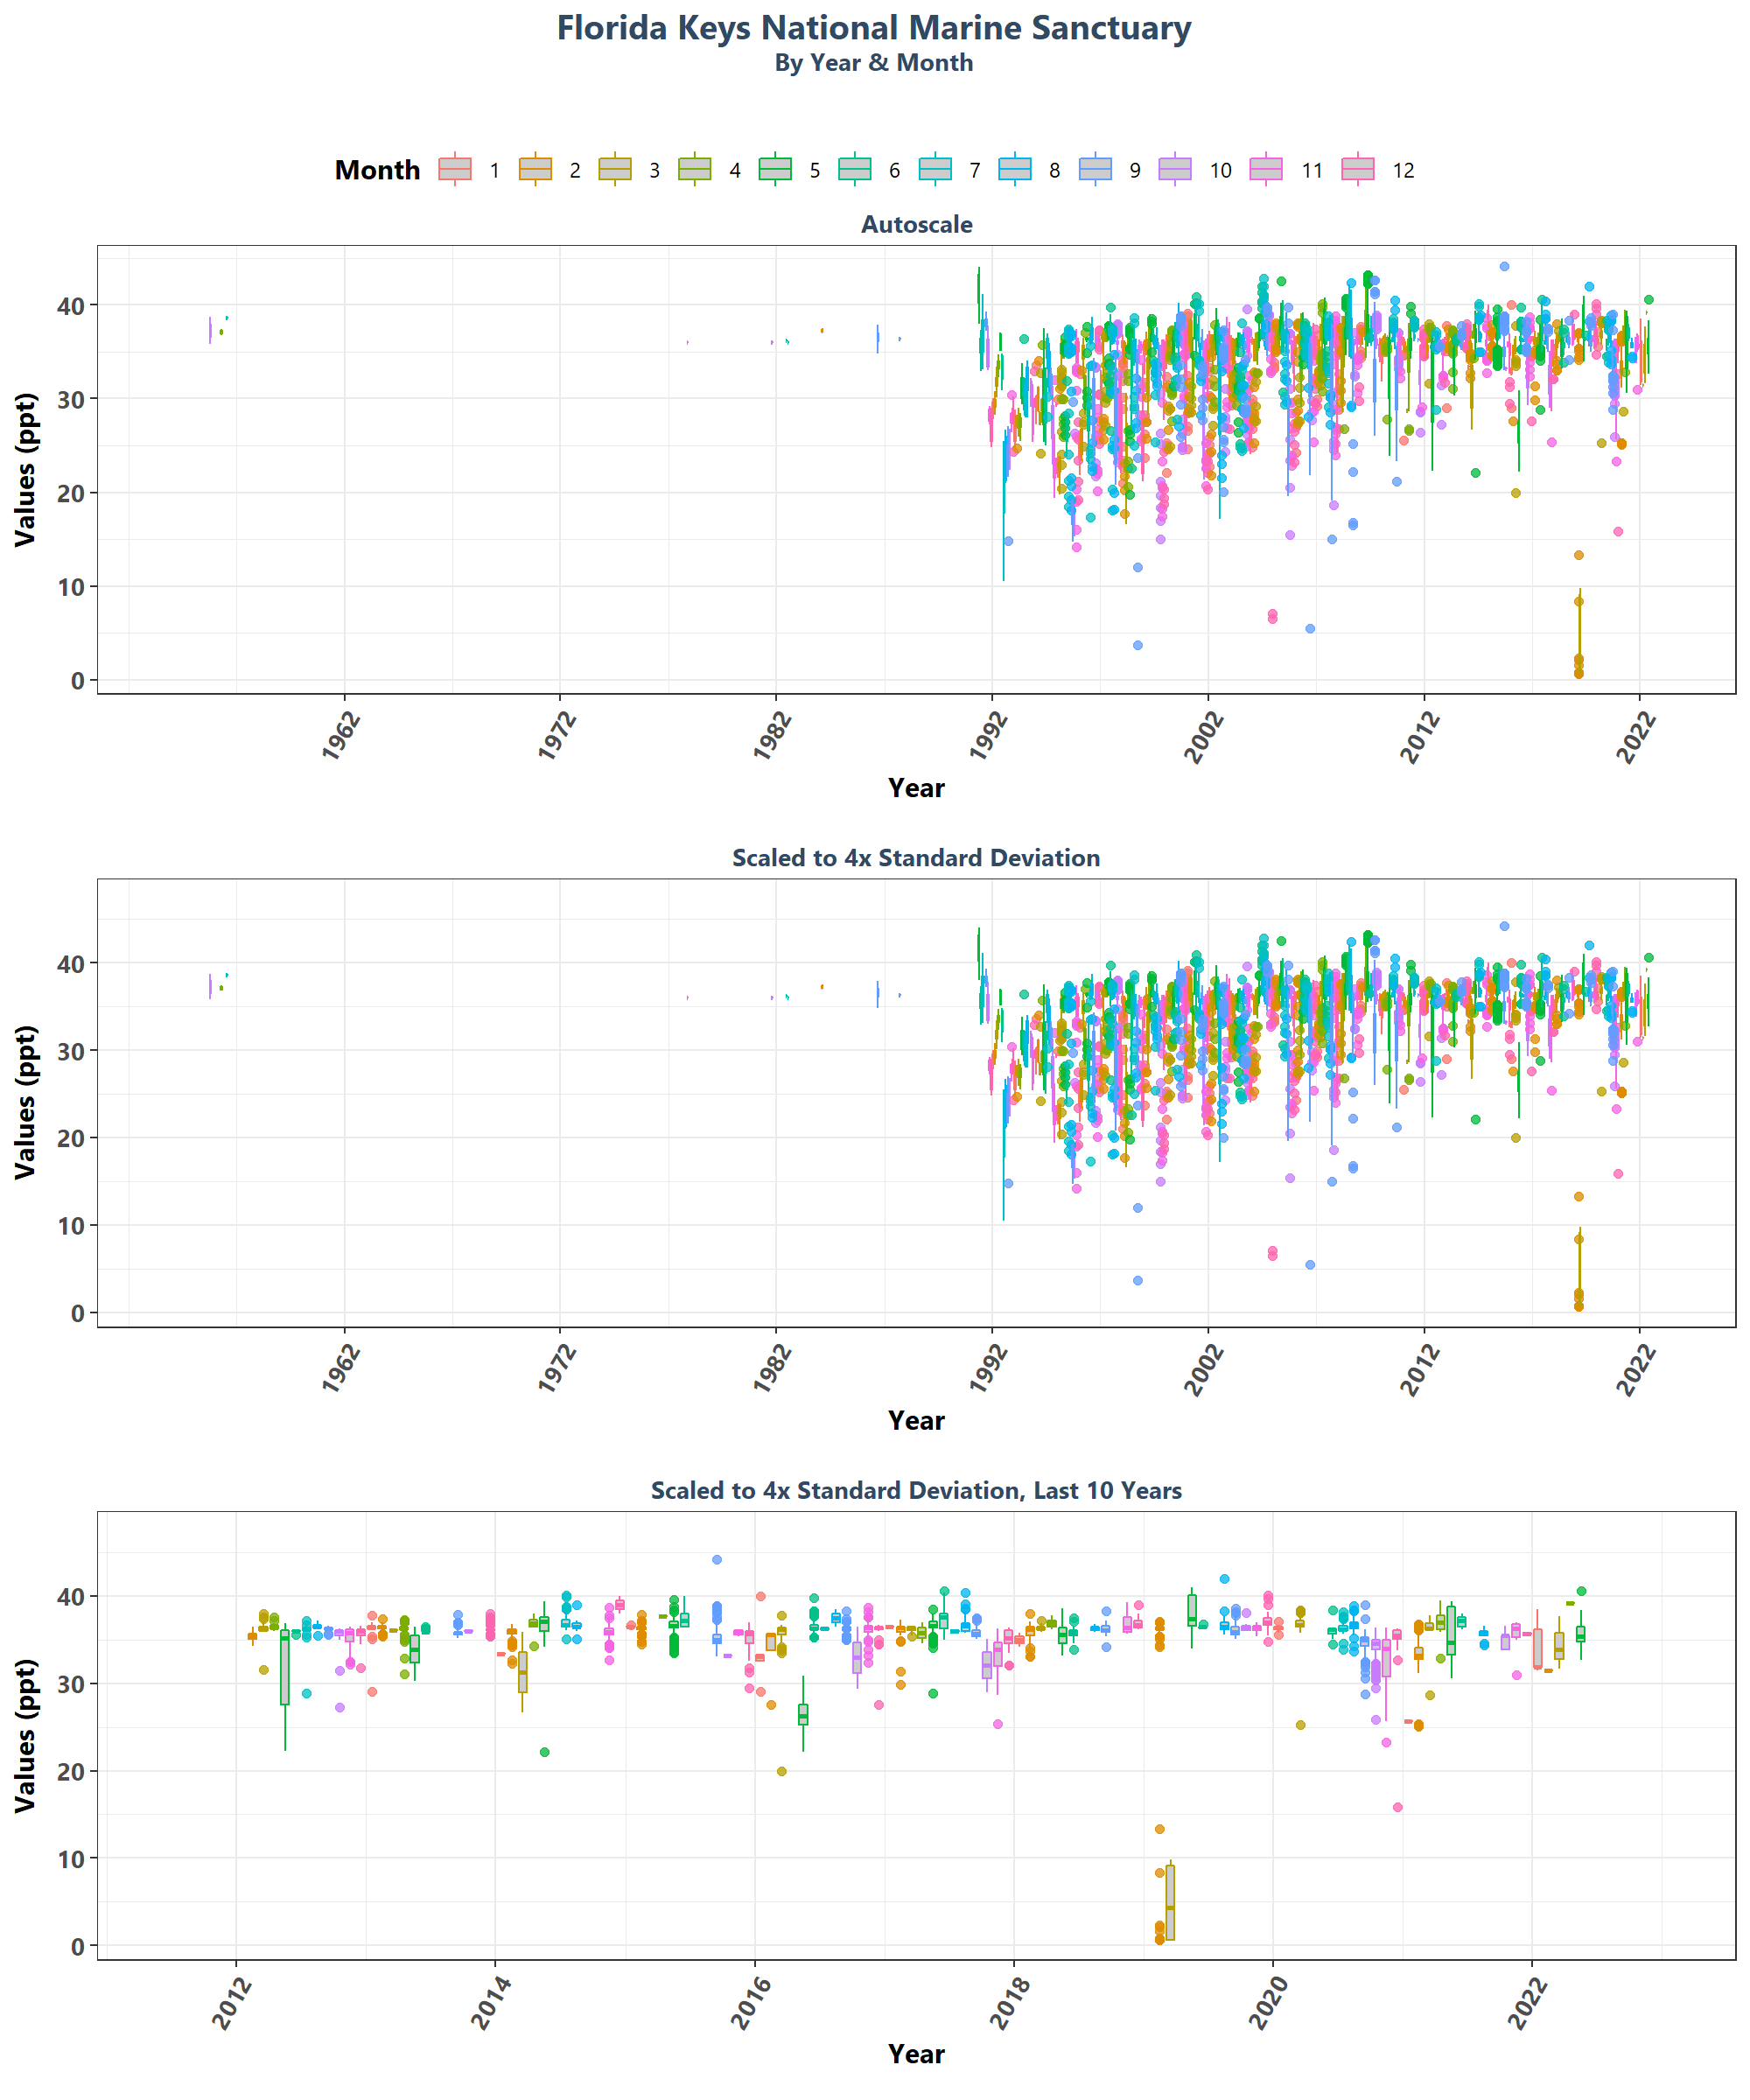 Florida Keys National Marine Sanctuary
By Year & Month
Month 1 2 3 4 5 6 7 8 9 10 11 12
Autoscale
Values (ppt)
40
30
20
10
0
1962 1972 1982 1992 2002 2012 2022
Year
Scaled to 4x Standard Deviation
Values (ppt)
40
30
20
10
0
1962 1972 1982 1992 2002 2012 2022
Year
Scaled to 4x Standard Deviation, Last 10 Years
Values (ppt)
40
30
20
10
0
2012 2014 2016 2018 2020 2022
Year